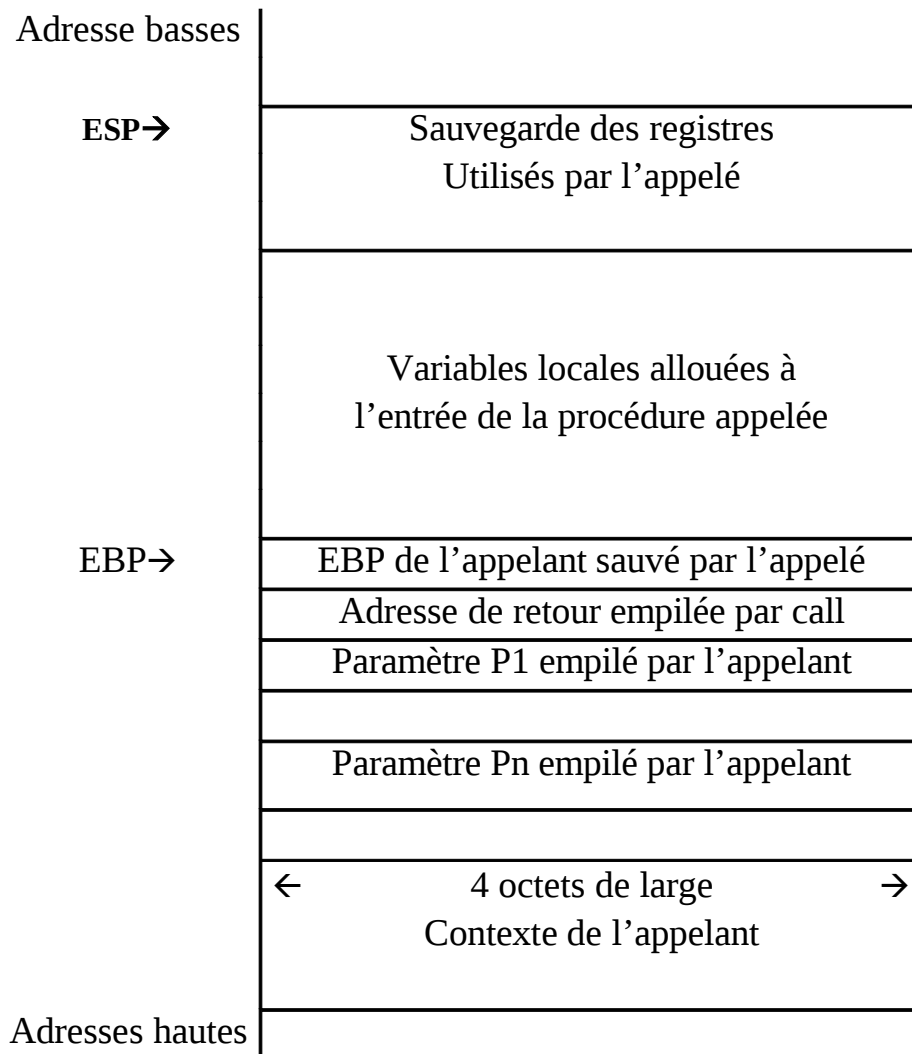 Adresse basses
ESP→ Sauvegarde des registres
Utilisés par l’appelé
Variables locales allouées à
l’entrée de la procédure appelée
EBP→ EBP de l’appelant sauvé par l’appelé
Adresse de retour empilée par call
Paramètre P1 empilé par l’appelant
Paramètre Pn empilé par l’appelant
← 4 octets de large →
Contexte de l’appelant
Adresses hautes